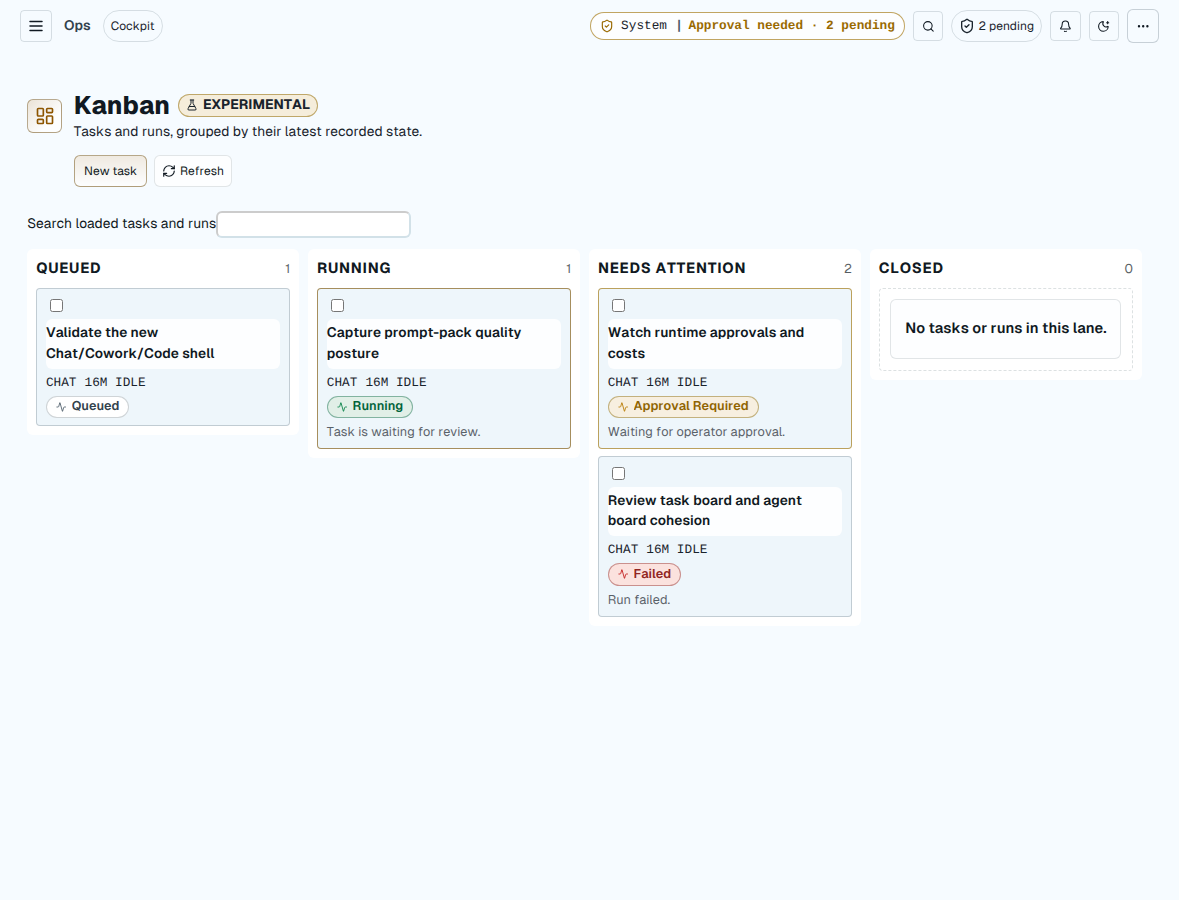 Ops
Cockpit
System | Approval needed · 2 pending
2 pending
Kanban
EXPERIMENTAL
Tasks and runs, grouped by their latest recorded state.
New task
Refresh
Search loaded tasks and runs
QUEUED 1
Validate the new
Chat/Cowork/Code shell
CHAT 16M IDLE
Queued
RUNNING 1
Capture prompt-pack quality
posture
CHAT 16M IDLE
Running
Task is waiting for review.
NEEDS ATTENTION 2
Watch runtime approvals and
costs
CHAT 16M IDLE
Approval Required
Waiting for operator approval.
Review task board and agent
board cohesion
CHAT 16M IDLE
Failed
Run failed.
CLOSED 0
No tasks or runs in this lane.